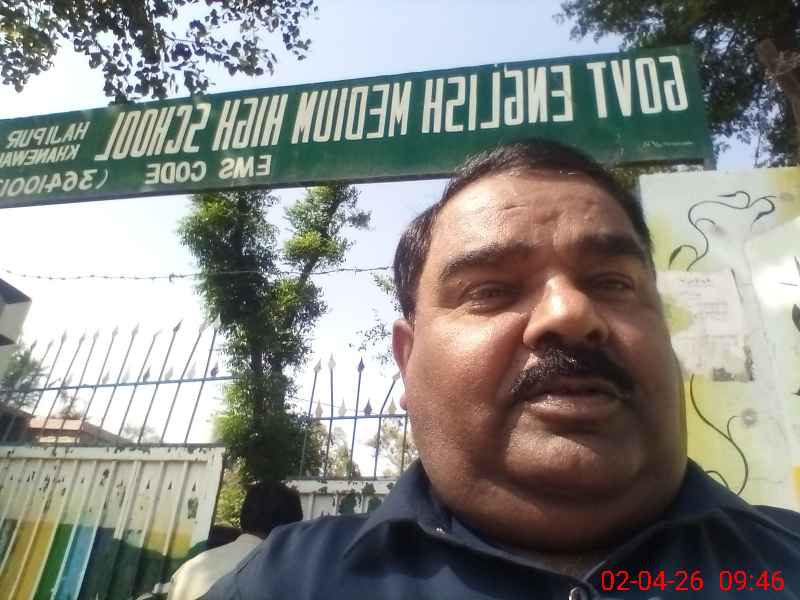 GOVT ENGLISH MEDIUM HIGH SCHOOL
HAJIPUR
KHANEWAL
EMS CODE
02-04-26 09:46